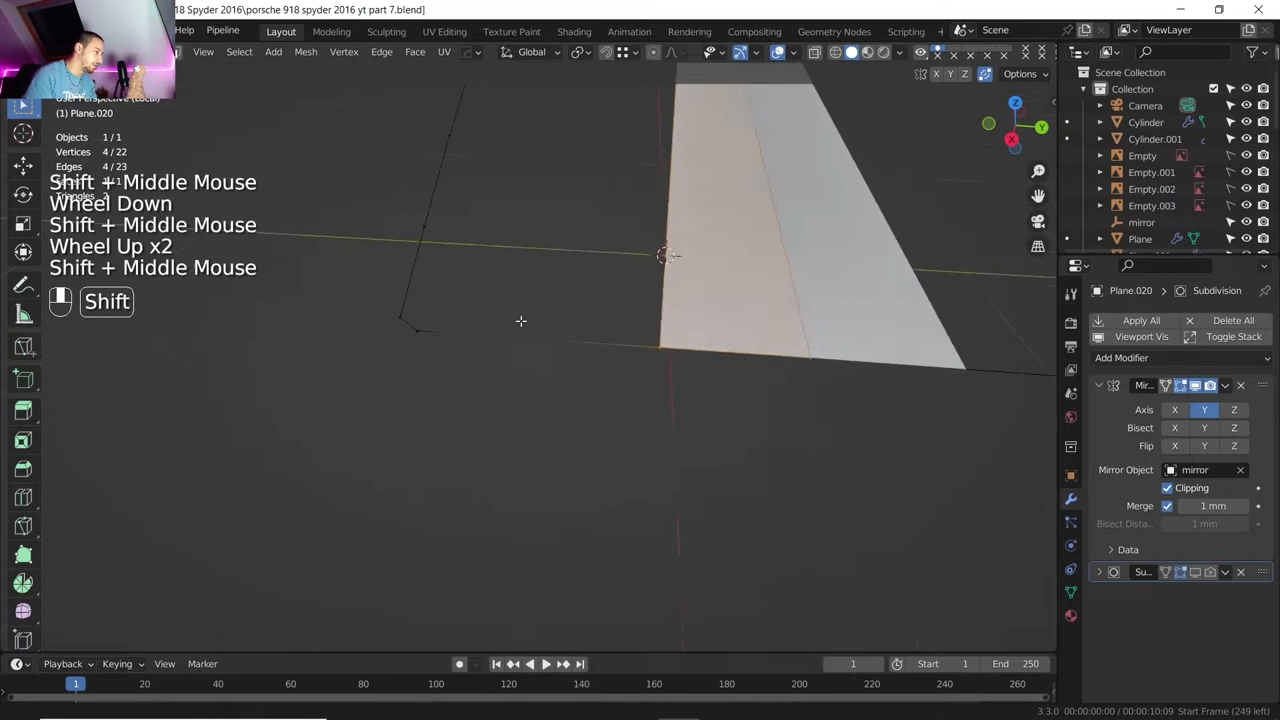 18 Spyder 2016\porsche 918 spyder 2016 yt part 7.blend]
Help Pipeline Layout Modeling Sculpting UV Editing Texture Paint Shading Animation Rendering Compositing Geometry Nodes Scripting Scene ViewLayer
View Select Add Mesh Vertex Edge Face UV Global
X Y Z Options
User Perspective (Local)
(1) Plane.020
Objects 1 / 1
Vertices 4 / 22
Edges 4 / 23
1/1
Triangles 2
Shift + Middle Mouse
Wheel Down
Shift + Middle Mouse
Wheel Up x2
Shift + Middle Mouse
Shift
Z
Y
X
Scene Collection
Collection
Camera
Cylinder
Cylinder.001
Empty
Empty.001
Empty.002
Empty.003
mirror
Plane
Plane.020 Subdivision
Apply All Delete All
Viewport Vis Toggle Stack
Add Modifier
Mir...
Axis X Y Z
Bisect X Y Z
Flip X Y Z
Mirror Object mirror
Clipping
Merge 1 mm
Bisect Dista... 1 mm
Data
Su...
Playback Keying View Marker 1 Start 1 End 250
1 20 40 60 80 100 120 140 160 180 200 220 240 260
3.3.0 00:00:00:00 / 00:00:10:09 Start Frame (249 left)